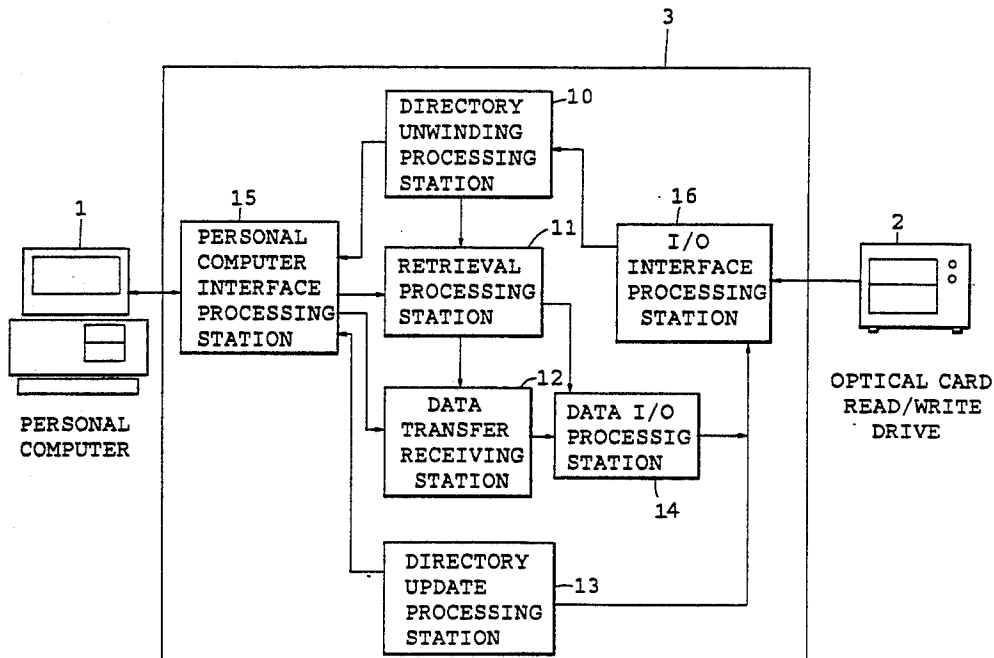 3
10
DIRECTORY
UNWINDING
PROCESSING
STATION
1
15
PERSONAL
COMPUTER
INTERFACE
PROCESSING
STATION
11
RETRIEVAL
PROCESSING
STATION
16
I/O
INTERFACE
PROCESSING
STATION
2
12
DATA
TRANSFER
RECEIVING
STATION
DATA I/O
PROCESSIG
STATION
14
PERSONAL
COMPUTER
OPTICAL CARD
READ/WRITE
DRIVE
DIRECTORY
UPDATE
PROCESSING
STATION
13